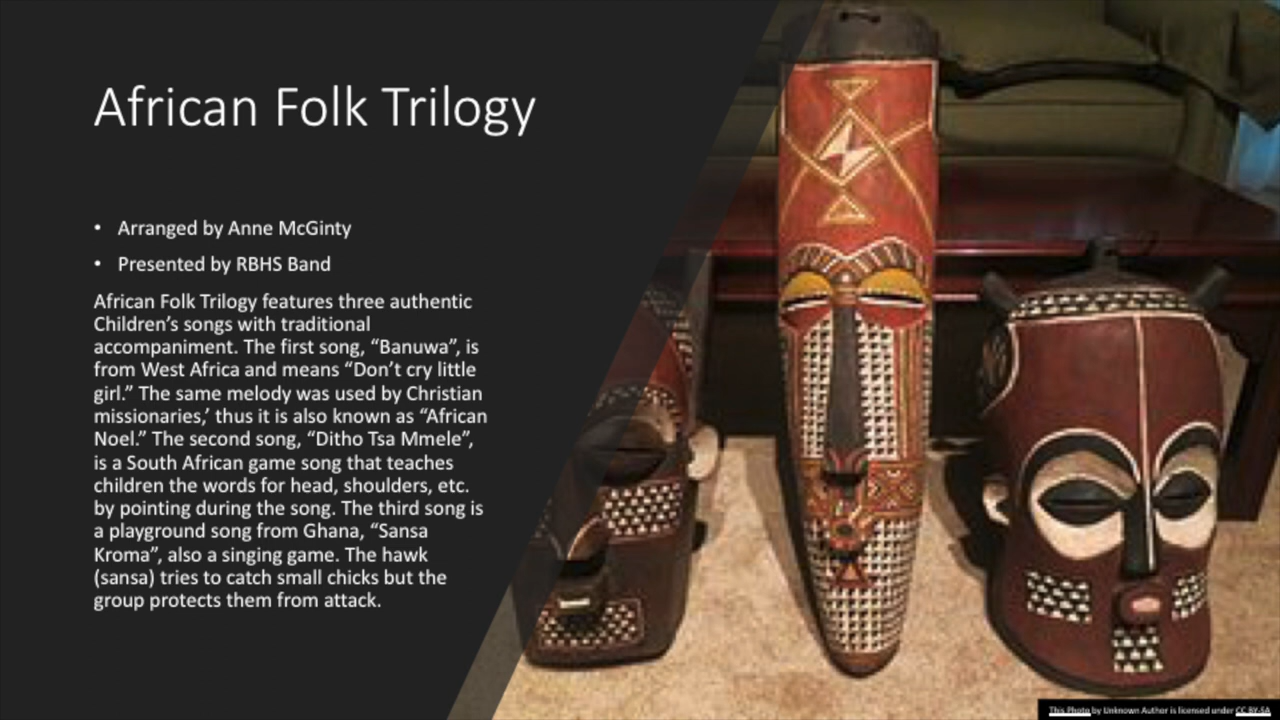 African Folk Trilogy
• Arranged by Anne McGinty
• Presented by RBHS Band
African Folk Trilogy features three authentic
Children’s songs with traditional
accompaniment. The first song, “Banuwa”, is
from West Africa and means “Don’t cry little
girl.” The same melody was used by Christian
missionaries,’ thus it is also known as “African
Noel.” The second song, “Ditho Tsa Mmele”,
is a South African game song that teaches
children the words for head, shoulders, etc.
by pointing during the song. The third song is
a playground song from Ghana, “Sansa
Kroma”, also a singing game. The hawk
(sansa) tries to catch small chicks but the
group protects them from attack.
This Photo by Unknown Author is licensed under CC BY-SA